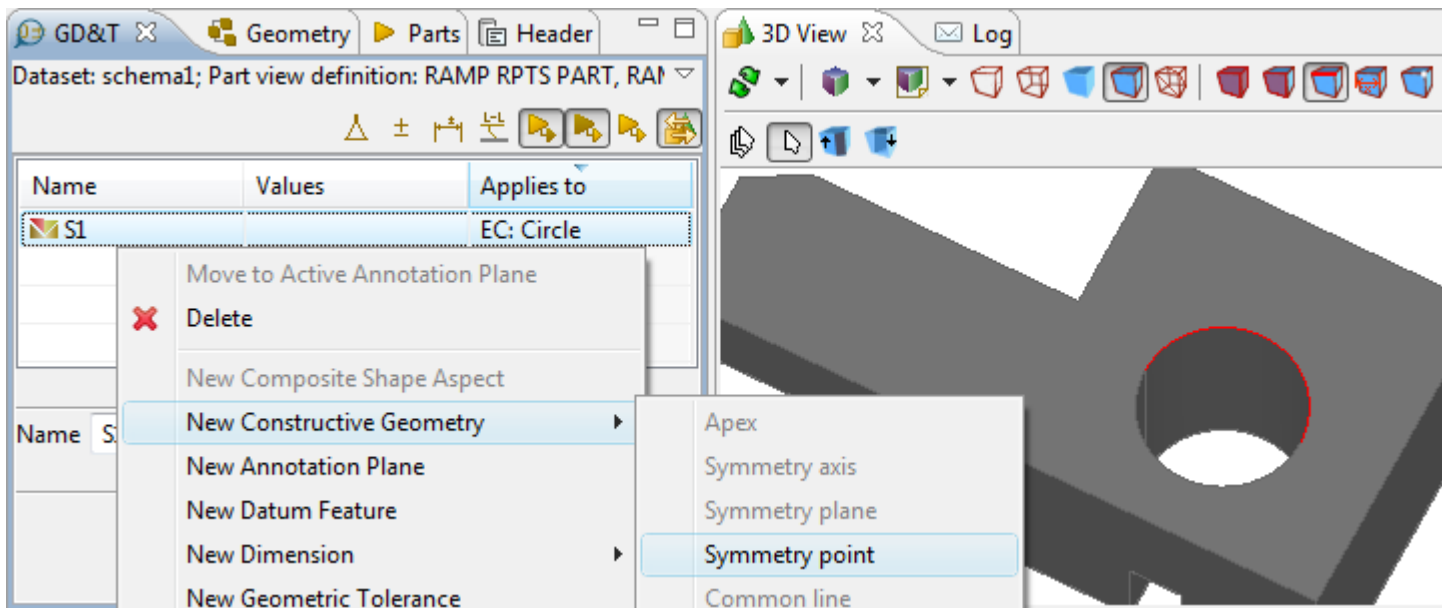 GD&T Geometry Parts Header 3D View Log
Dataset: schema1; Part view definition: RAMP RPTS PART, RAM
Name Values Applies to
S1 EC: Circle
Move to Active Annotation Plane
Delete
New Composite Shape Aspect
Name S
New Constructive Geometry
New Annotation Plane
New Datum Feature
New Dimension
New Geometric Tolerance
Apex
Symmetry axis
Symmetry plane
Symmetry point
Common line